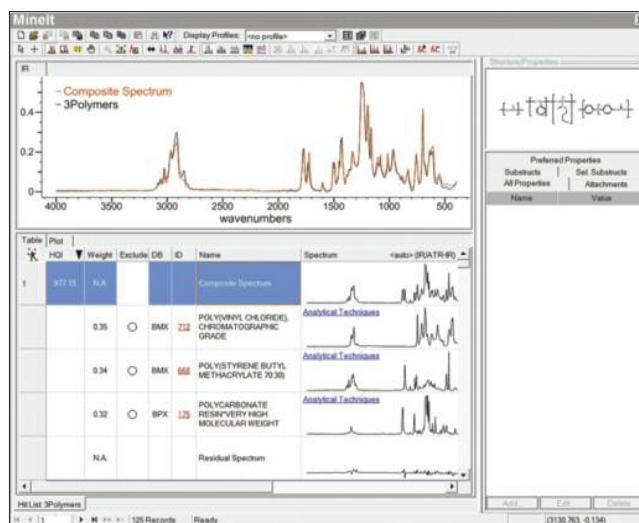 MineIt
Display Profiles: <no profile>
IR
Structure/Properties
Composite Spectrum
3Polymers
0.4
0.2
0
4000 3500 3000 2500 2000 1500 1000 500
wavenumbers
Preferred Properties
Substructs Sel. Substructs
All Properties Attachments
Name Value
Table Plot
HQI Weight Exclude DB ID Name Spectrum <auto> (IR/ATR-IR)
1 977.15 N.A. Composite Spectrum
Analytical Techniques
0.35 BMX 712 POLY(VINYL CHLORIDE),
CHROMATOGRAPHIC
GRADE
Analytical Techniques
0.34 BMX 668 POLY(STYRENE BUTYL
METHACRYLATE 70:30)
Analytical Techniques
0.32 BPX 175 POLYCARBONATE
RESIN*VERY HIGH
MOLECULAR WEIGHT
N.A. Residual Spectrum
Hit List: 3Polymers
Add... Edit... Delete
1 125 Records Ready (3130.763, -0.134)